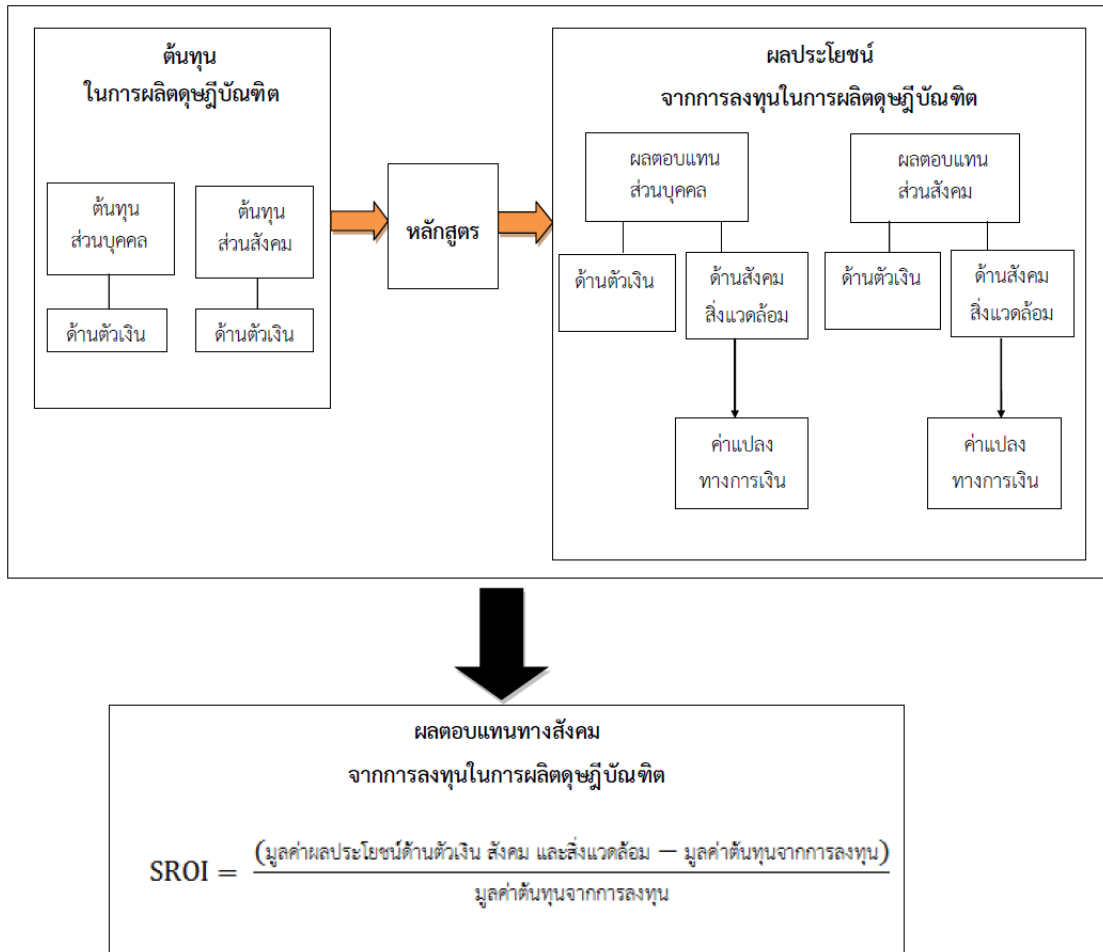 ต้นทุน
ในการผลิตดุษฎีบัณฑิต
ต้นทุน
ส่วนบุคคล
ต้นทุน
ส่วนสังคม
ด้านตัวเงิน
ด้านตัวเงิน
หลักสูตร
ผลประโยชน์
จากการลงทุนในการผลิตดุษฎีบัณฑิต
ผลตอบแทน
ส่วนบุคคล
ผลตอบแทน
ส่วนสังคม
ด้านตัวเงิน
ด้านสังคม
สิ่งแวดล้อม
ด้านตัวเงิน
ด้านสังคม
สิ่งแวดล้อม
ค่าแปลง
ทางการเงิน
ค่าแปลง
ทางการเงิน
ผลตอบแทนทางสังคม
จากการลงทุนในการผลิตดุษฎีบัณฑิต
(มูลค่าผลประโยชน์ด้านตัวเงิน สังคม และสิ่งแวดล้อม − มูลค่าต้นทุนจากการลงทุน)
SROI =
มูลค่าต้นทุนจากการลงทุน